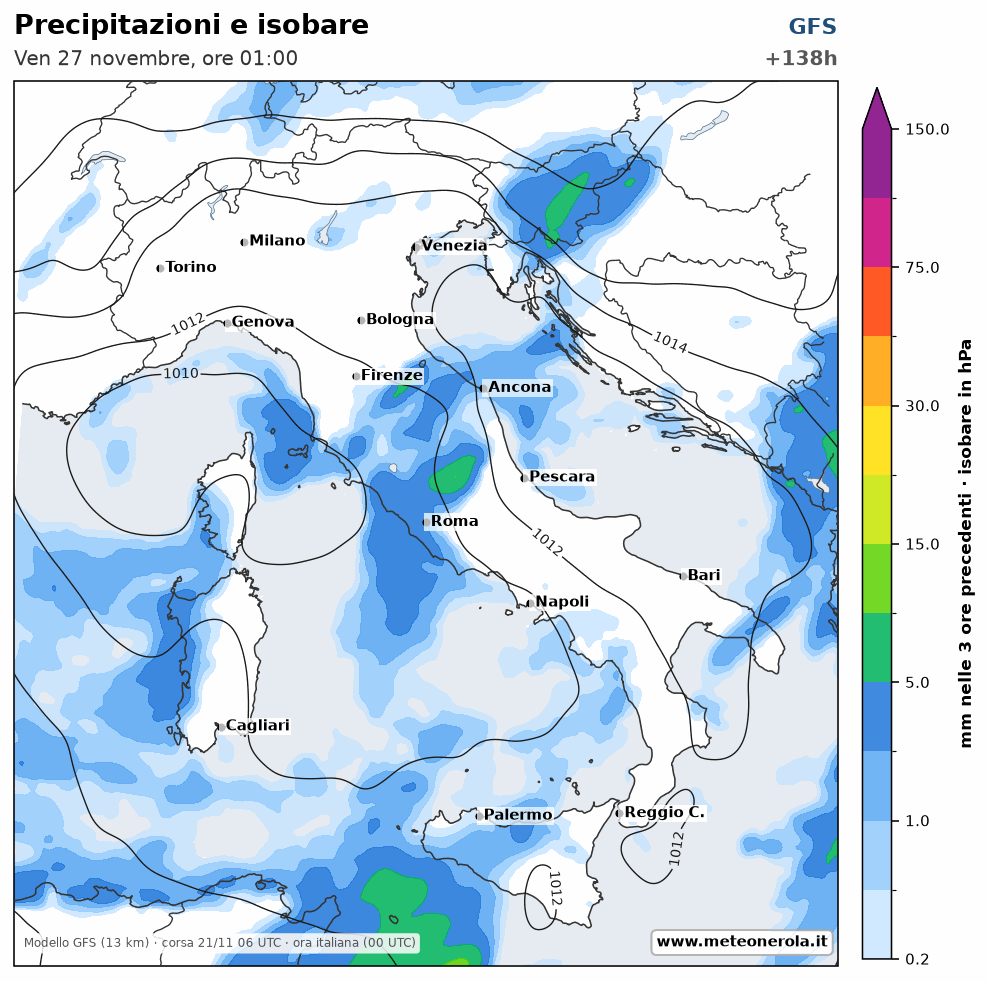 Precipitazioni e isobare
GFS
Ven 27 novembre, ore 01:00
+138h
Milano
Venezia
Torino
1012
Genova
Bologna
1014
1010
Firenze
Ancona
Pescara
Roma
1012
Bari
Napoli
Cagliari
Palermo
Reggio C.
1012
1012
Modello GFS (13 km) · corsa 21/11 06 UTC · ora italiana (00 UTC)
www.meteonerola.it
150.0
75.0
30.0
15.0
5.0
1.0
0.2
mm nelle 3 ore precedenti · isobare in hPa